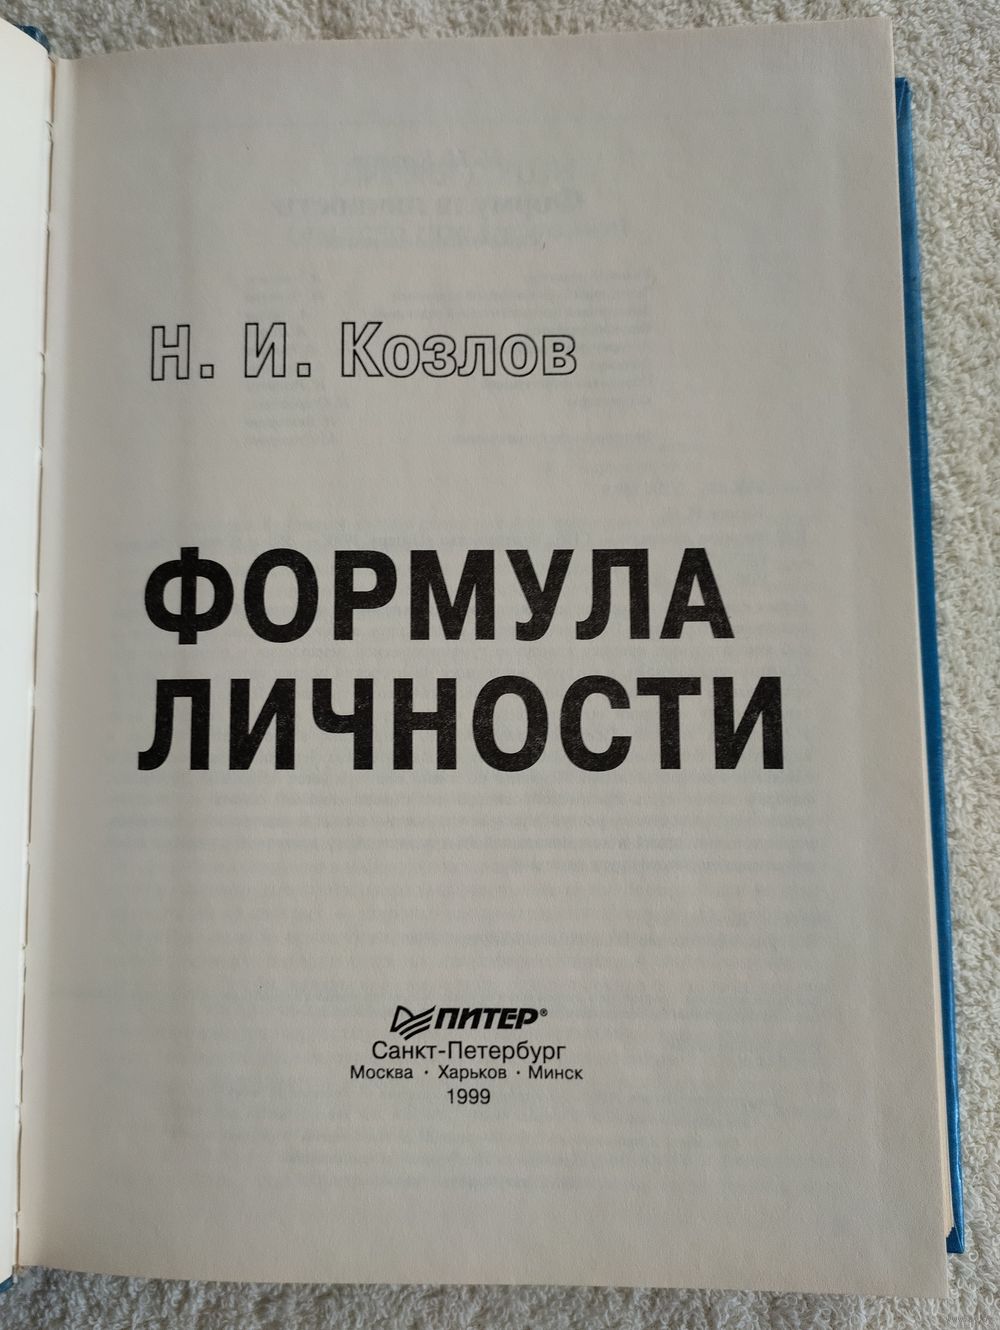 Н. И. Козлов
ФОРМУЛА
ЛИЧНОСТИ
ПИТЕР®
Санкт-Петербург
Москва · Харьков · Минск
1999